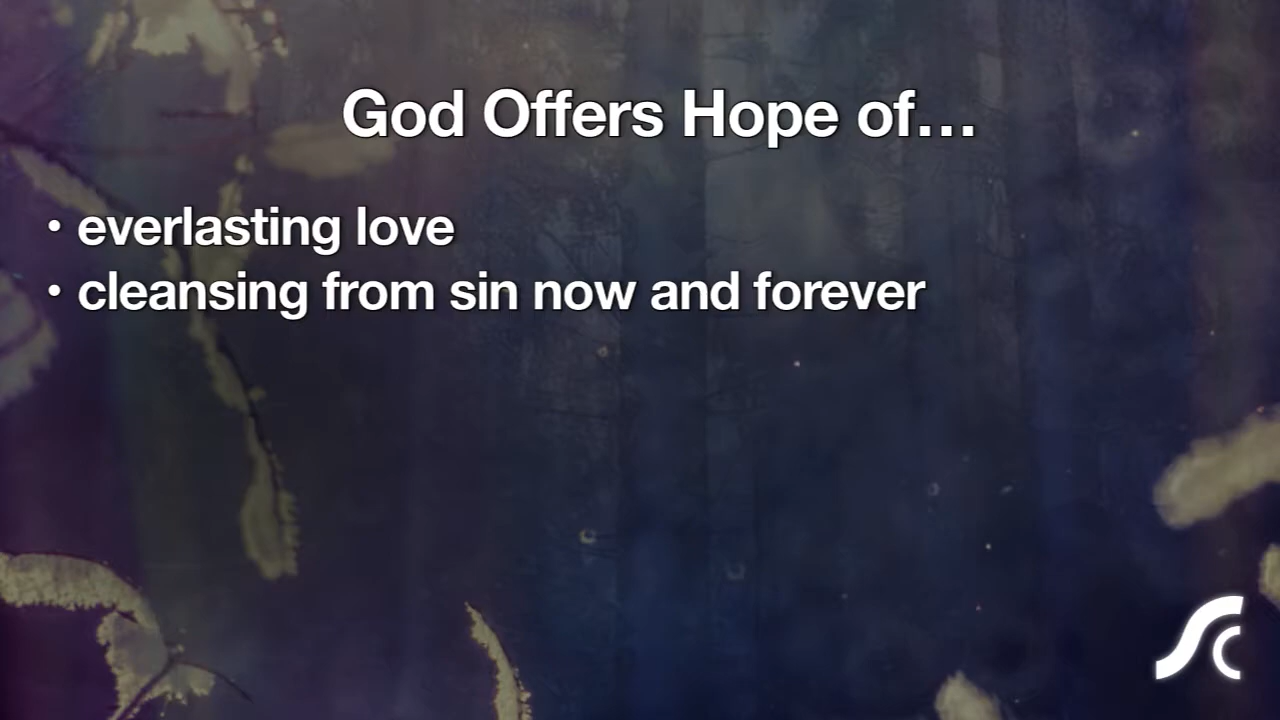 God Offers Hope of…
• everlasting love
• cleansing from sin now and forever